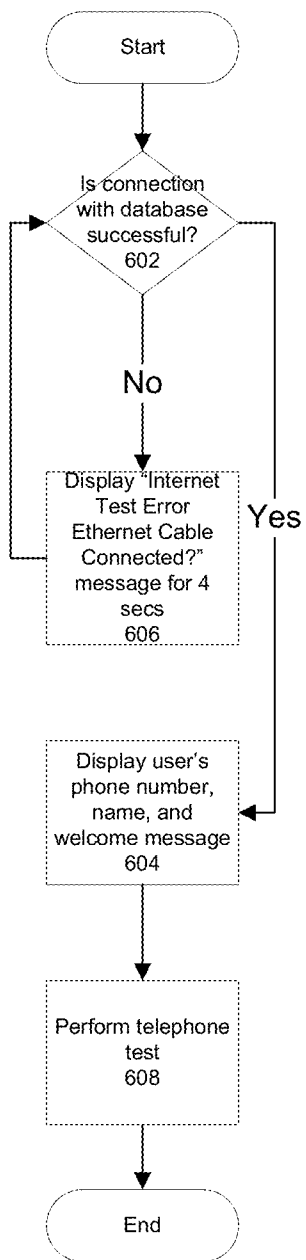 Start
Is connection
with database
successful?
602
No
Display “Internet
Test Error
Ethernet Cable
Connected?”
message for 4
secs
606
Yes
Display user’s
phone number,
name, and
welcome message
604
Perform telephone
test
608
End